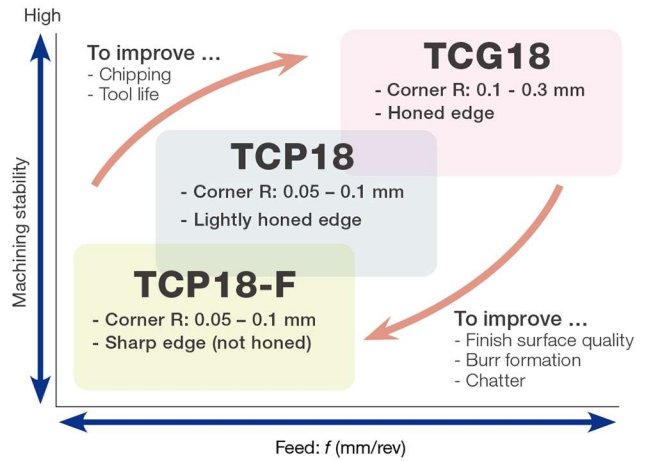 High
To improve ...
- Chipping
- Tool life
TCG18
- Corner R: 0.1 - 0.3 mm
- Honed edge
TCP18
- Corner R: 0.05 – 0.1 mm
- Lightly honed edge
TCP18-F
- Corner R: 0.05 – 0.1 mm
- Sharp edge (not honed)
To improve ...
- Finish surface quality
- Burr formation
- Chatter
Machining stability
Feed: f (mm/rev)